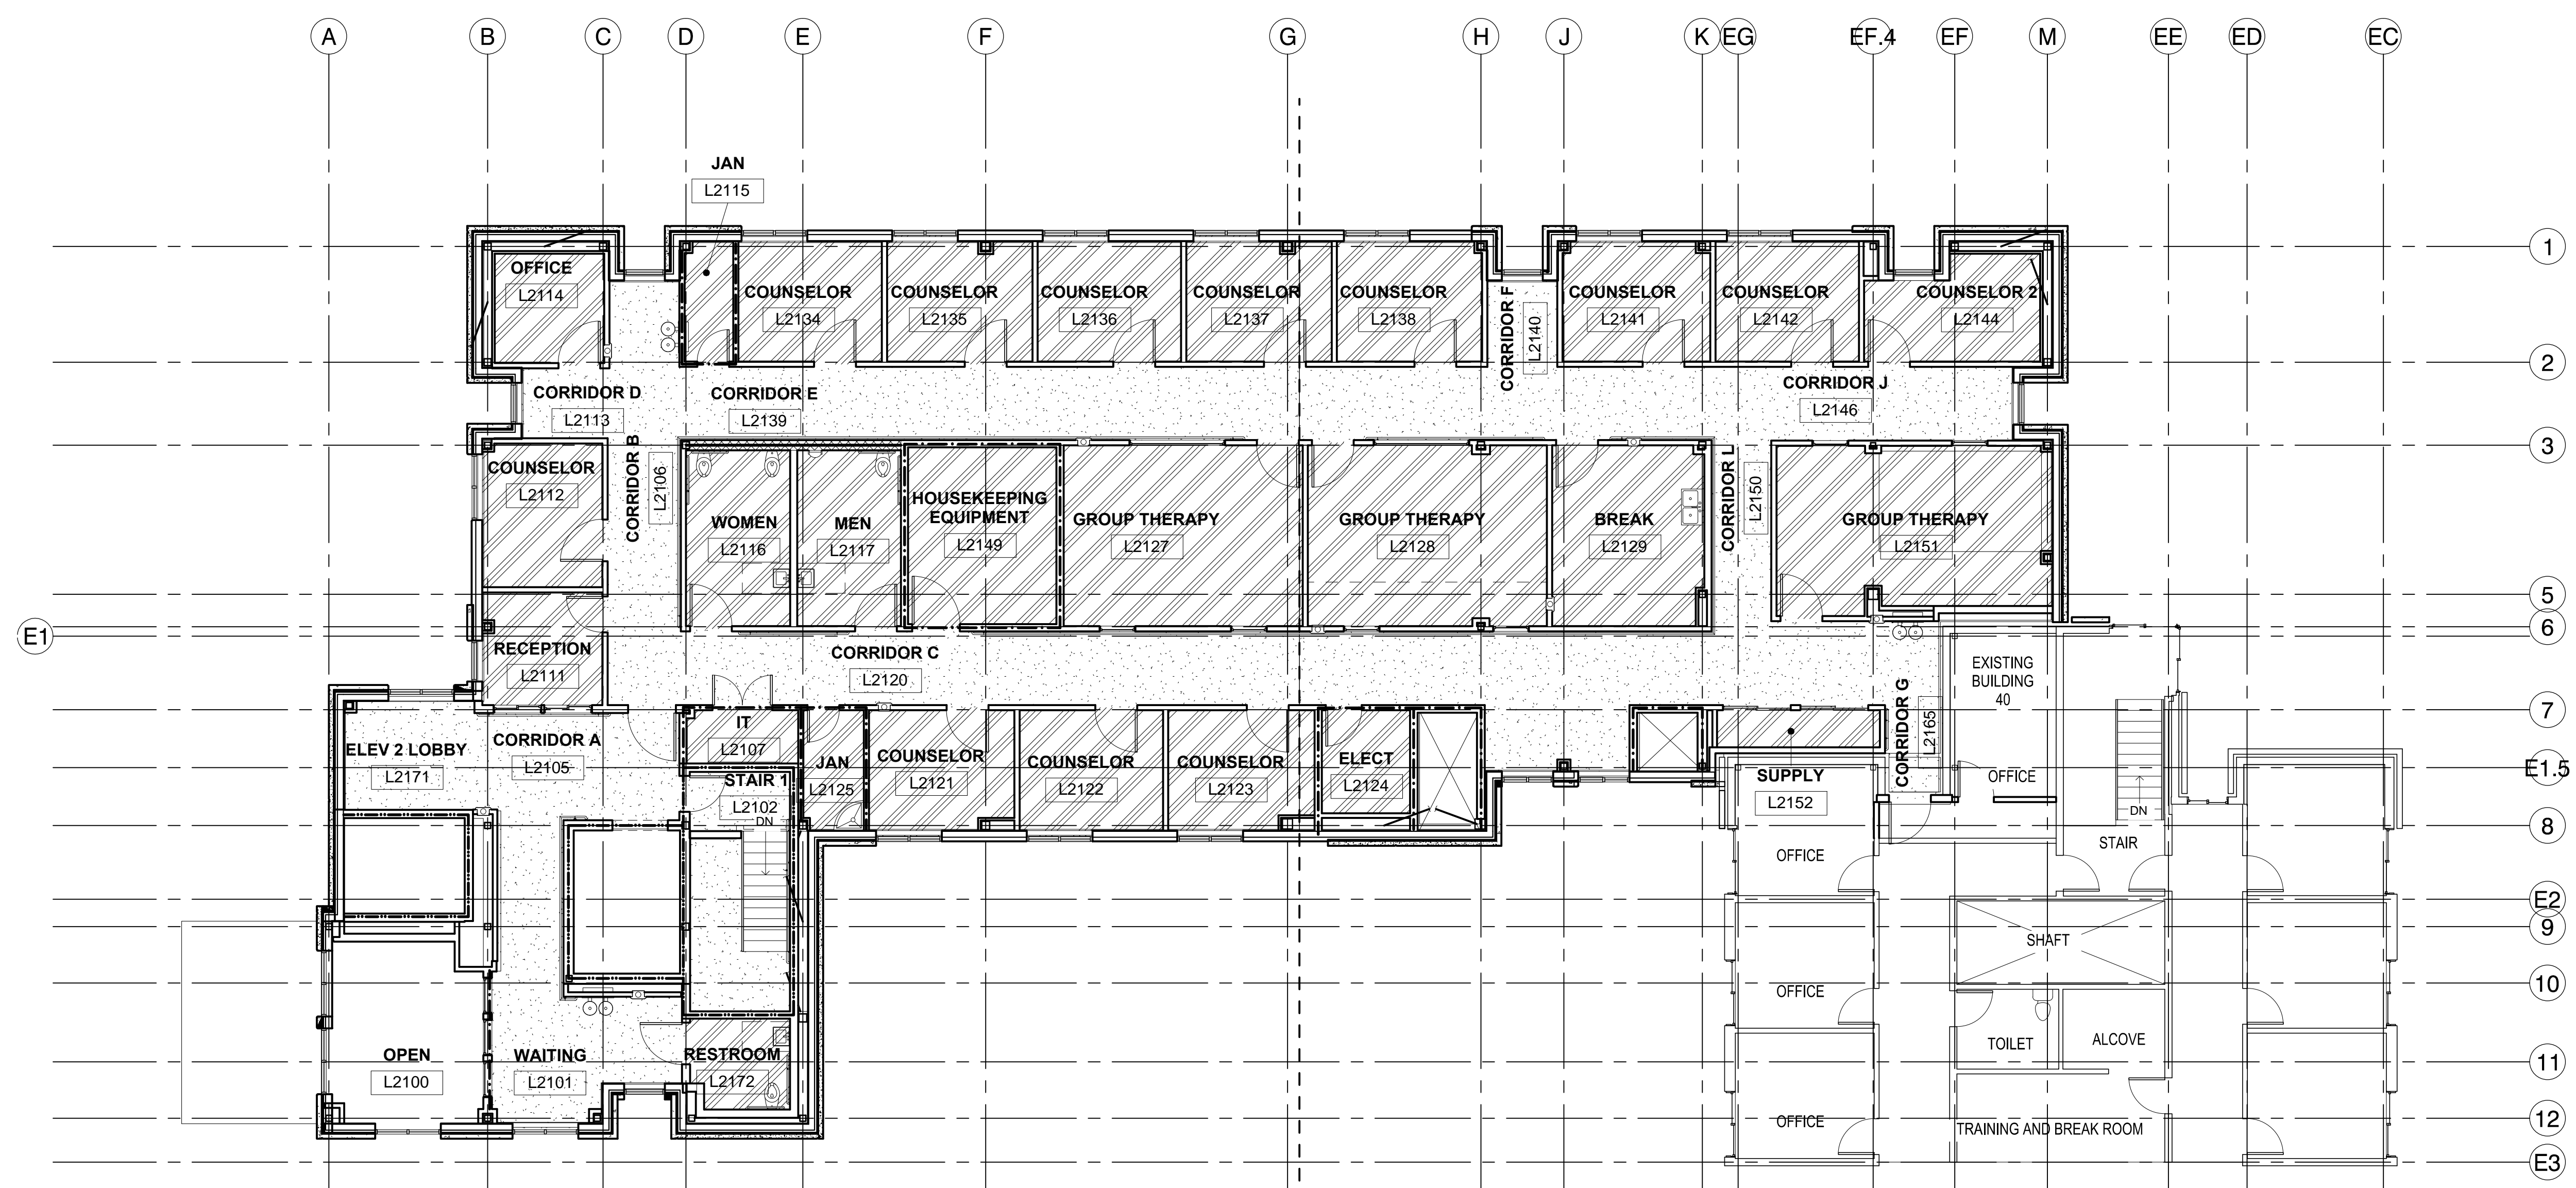 A B C D E F G H J K EG EF.4 EF M EE ED EC
JAN
L2115
1
OFFICE
L2114
COUNSELOR
L2134
COUNSELOR
L2135
COUNSELOR
L2136
COUNSELOR
L2137
COUNSELOR
L2138
CORRIDOR F
L2140
COUNSELOR
L2141
COUNSELOR
L2142
COUNSELOR 2
L2144
2
CORRIDOR D
L2113
CORRIDOR E
L2139
CORRIDOR J
L2146
3
COUNSELOR
L2112
CORRIDOR B
L2106
WOMEN
L2116
MEN
L2117
HOUSEKEEPING
EQUIPMENT
L2149
GROUP THERAPY
L2127
GROUP THERAPY
L2128
BREAK
L2129
CORRIDOR L
L2150
GROUP THERAPY
L2151
5
E1
6
RECEPTION
L2111
CORRIDOR C
L2120
EXISTING
BUILDING
40
CORRIDOR G
L2165
7
ELEV 2 LOBBY
L2171
CORRIDOR A
L2105
IT
L2107
STAIR 1
L2102
DN
JAN
L2125
COUNSELOR
L2121
COUNSELOR
L2122
COUNSELOR
L2123
ELECT
L2124
SUPPLY
L2152
OFFICE
DN
E1.5
8
OFFICE
STAIR
E2
9
SHAFT
10
OFFICE
OPEN
L2100
WAITING
L2101
RESTROOM
L2172
TOILET
ALCOVE
11
OFFICE
TRAINING AND BREAK ROOM
12
E3